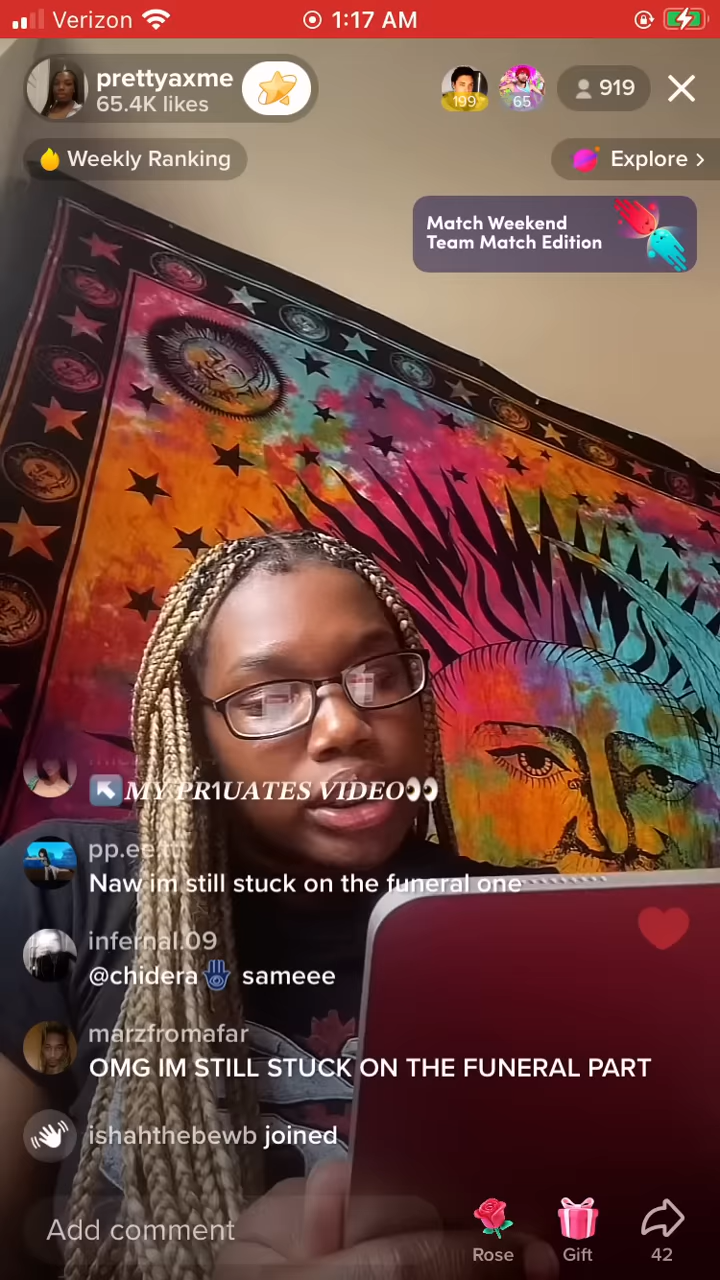 Verizon
1:17 AM
prettyaxme
65.4K likes
199
65
919
Weekly Ranking
Explore >
Match Weekend
Team Match Edition
MY PR1UATES VIDEO👀
Naw im still stuck on the funeral one
infernal.09
@chidera🪬 sameee
marzfromafar
OMG IM STILL STUCK ON THE FUNERAL PART
ishahthebewb joined
Add comment
Rose
Gift
42